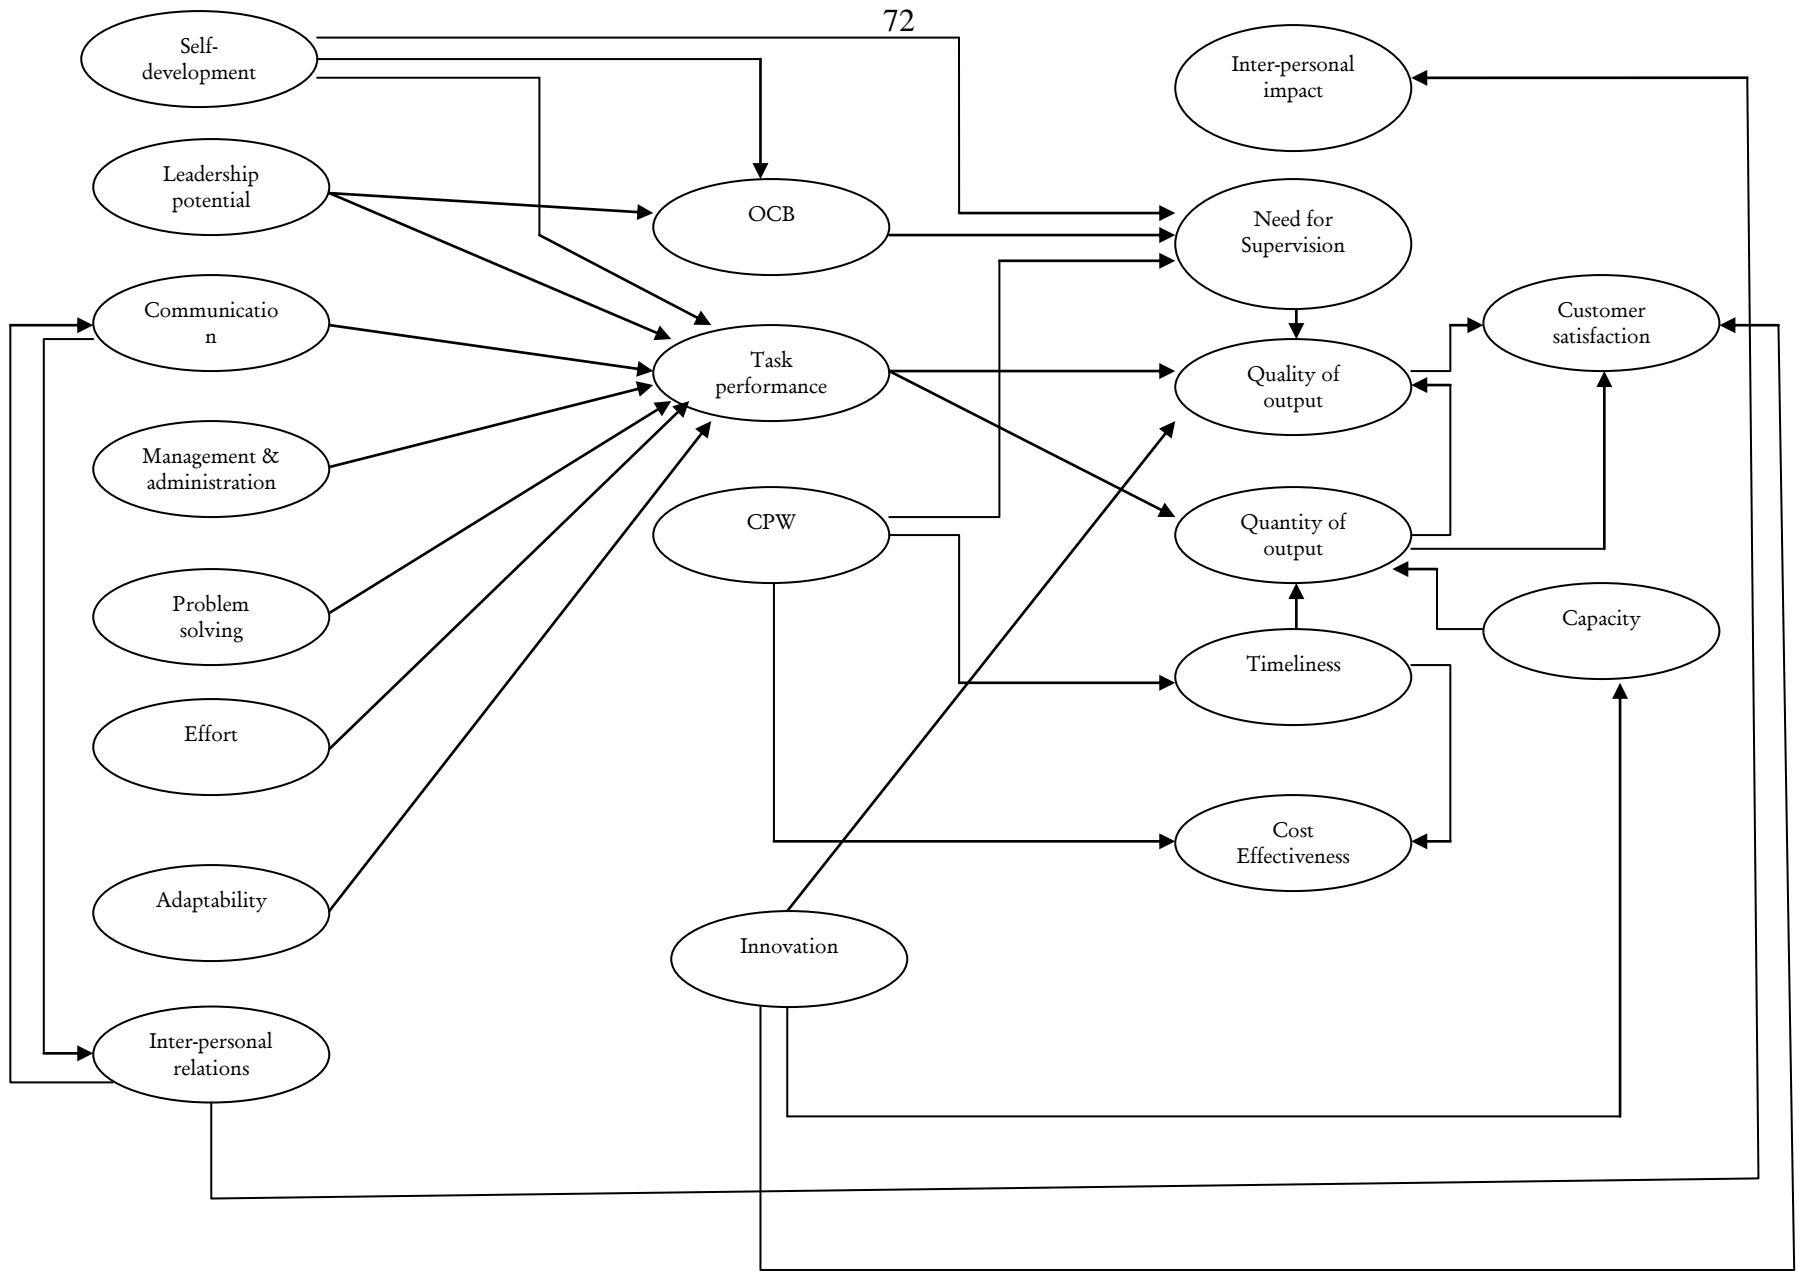 72
Self-
development
Leadership
potential
Communicatio
n
Management &
administration
Problem
solving
Effort
Adaptability
Inter-personal
relations
OCB
Task
performance
CPW
Innovation
Inter-personal
impact
Need for
Supervision
Quality of
output
Quantity of
output
Timeliness
Cost
Effectiveness
Customer
satisfaction
Capacity